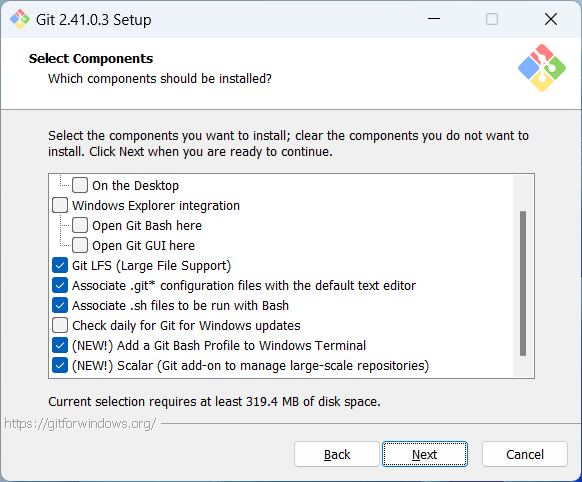 Git 2.41.0.3 Setup
Select Components
Which components should be installed?
Select the components you want to install; clear the components you do not want to
install. Click Next when you are ready to continue.
On the Desktop
Windows Explorer integration
Open Git Bash here
Open Git GUI here
Git LFS (Large File Support)
Associate .git* configuration files with the default text editor
Associate .sh files to be run with Bash
Check daily for Git for Windows updates
(NEW!) Add a Git Bash Profile to Windows Terminal
(NEW!) Scalar (Git add-on to manage large-scale repositories)
Current selection requires at least 319.4 MB of disk space.
https://gitforwindows.org/
Back Next Cancel